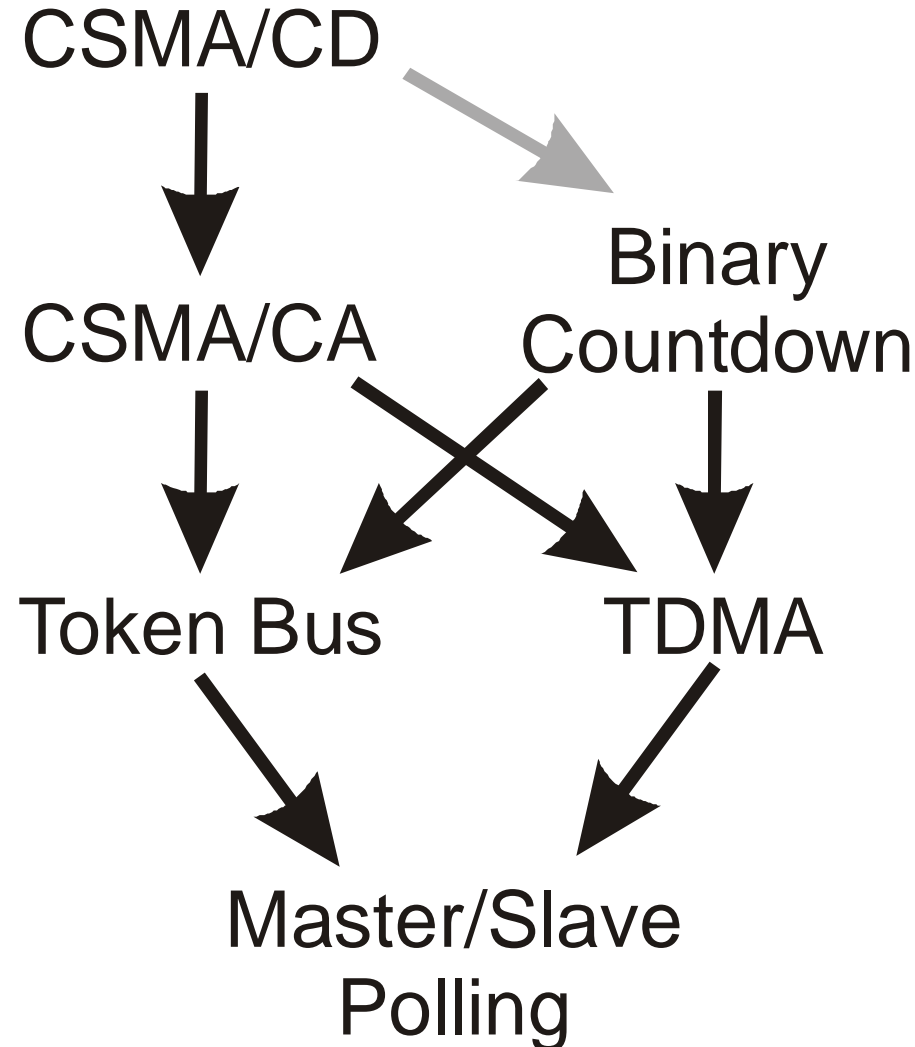 CSMA/CD
Binary
Countdown
CSMA/CA
Token Bus
TDMA
Master/Slave
Polling